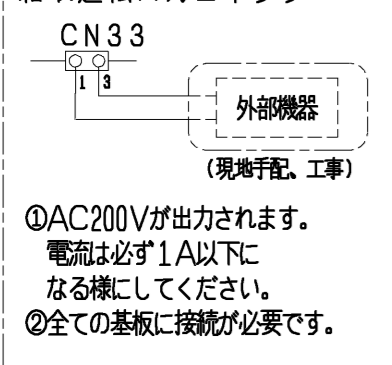 CN33
1 3
外部機器
(現地手配、工事)
①AC200Vが出力されます。
電流は必ず1A以下に
なる様にしてください。
②全ての基板に接続が必要です。